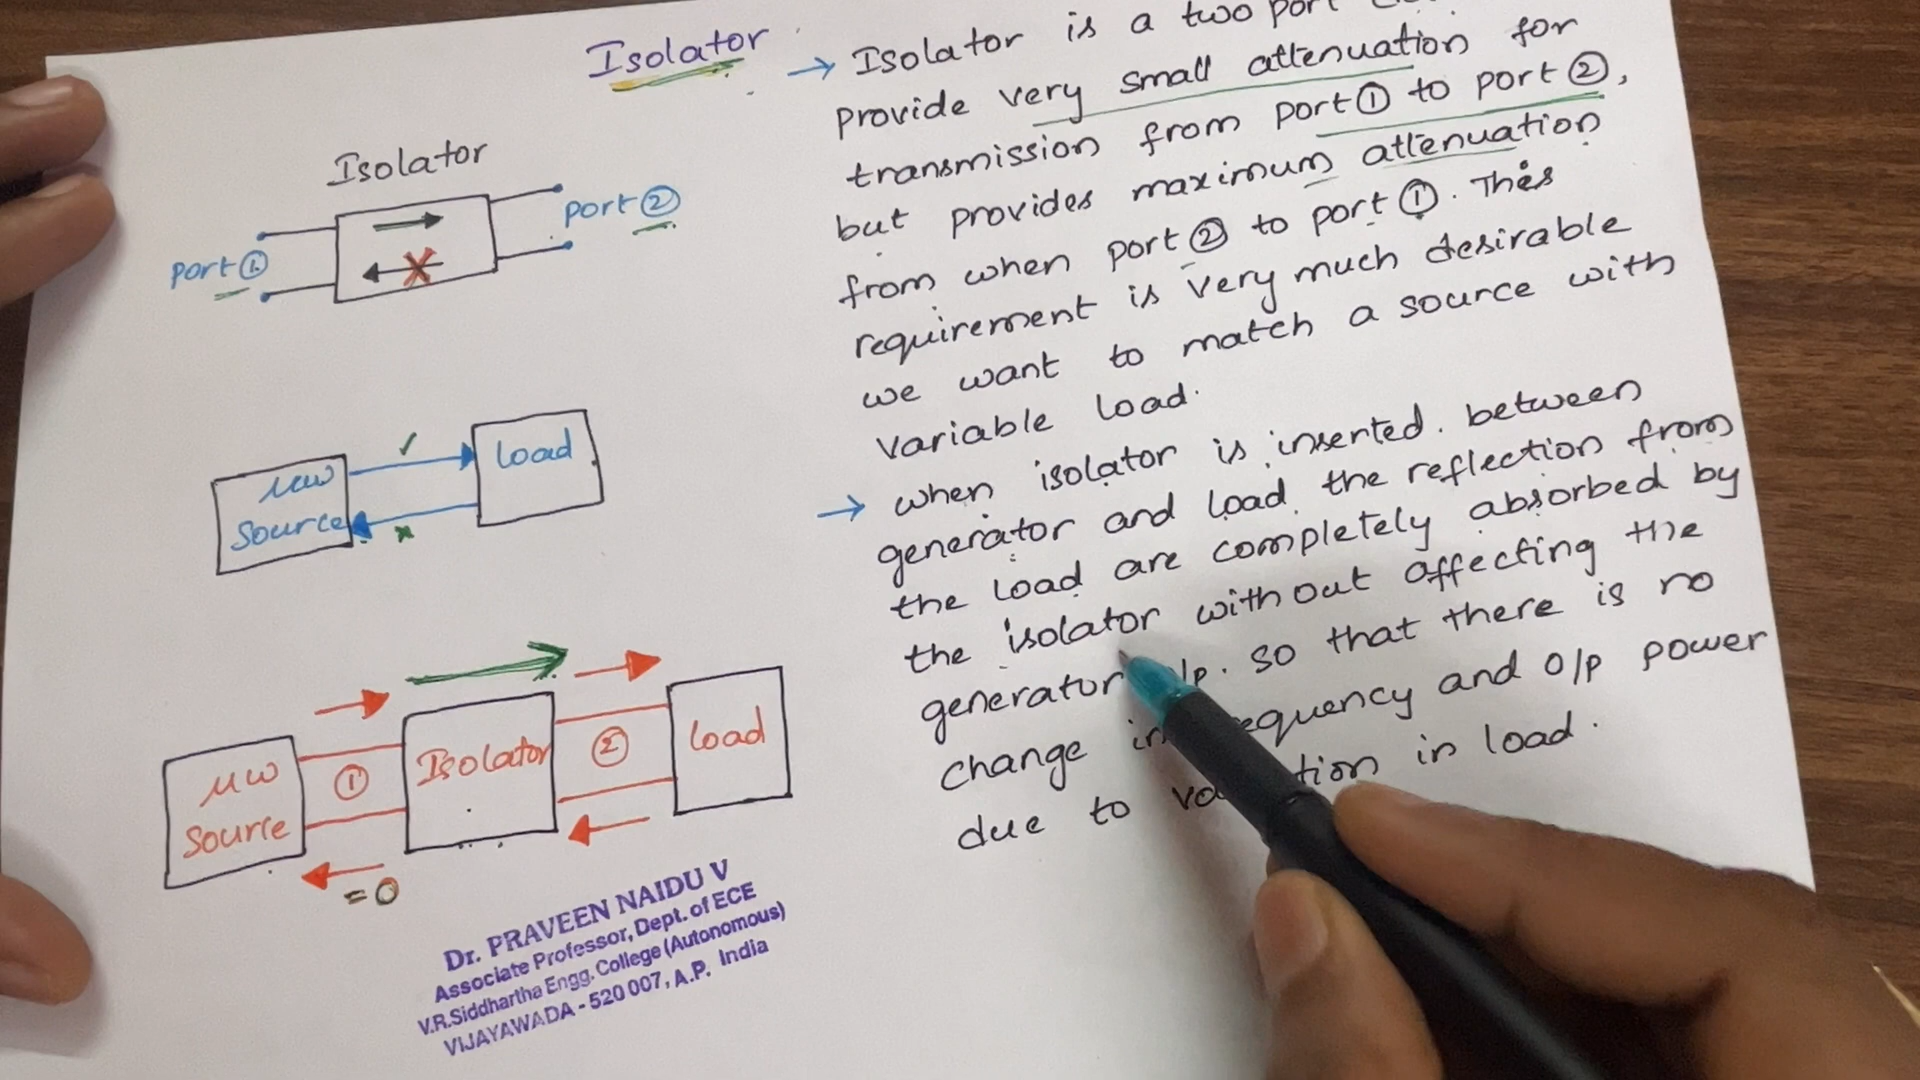 Isolator
Isolator
Port ①
Port ②
μw
Source
load
μw
Source
①
Isolator
②
load
= 0
Dr. PRAVEEN NAIDU V
Associate Professor, Dept. of ECE
V.R.Siddhartha Engg. College (Autonomous)
VIJAYAWADA - 520 007, A.P. India
→ Isolator is a two port
provide very small attenuation for
transmission from port ① to port ②,
but provides maximum attenuation
from when port ② to port ①. This
requirement is very much desirable
we want to match a source with
variable load.
→ when isolator is inserted. between
generator and load the reflection from
the load are completely absorbed by
the isolator without affecting the
generator /p. so that there is no
change in equency and o/p power
due to va tion in load.